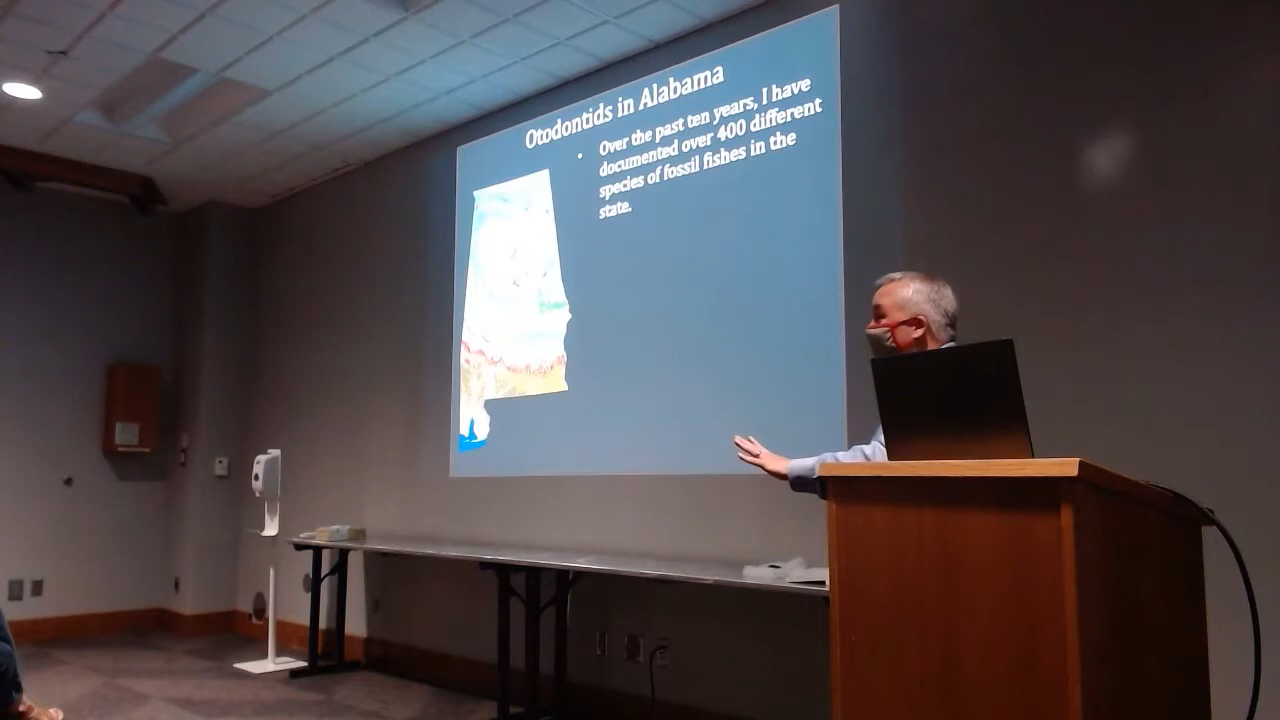 Otodontids in Alabama
• Over the past ten years, I have
documented over 400 different
species of fossil fishes in the
state.